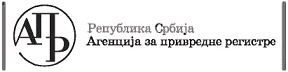 АПР
Република Србија
Агенција за привредне регистре